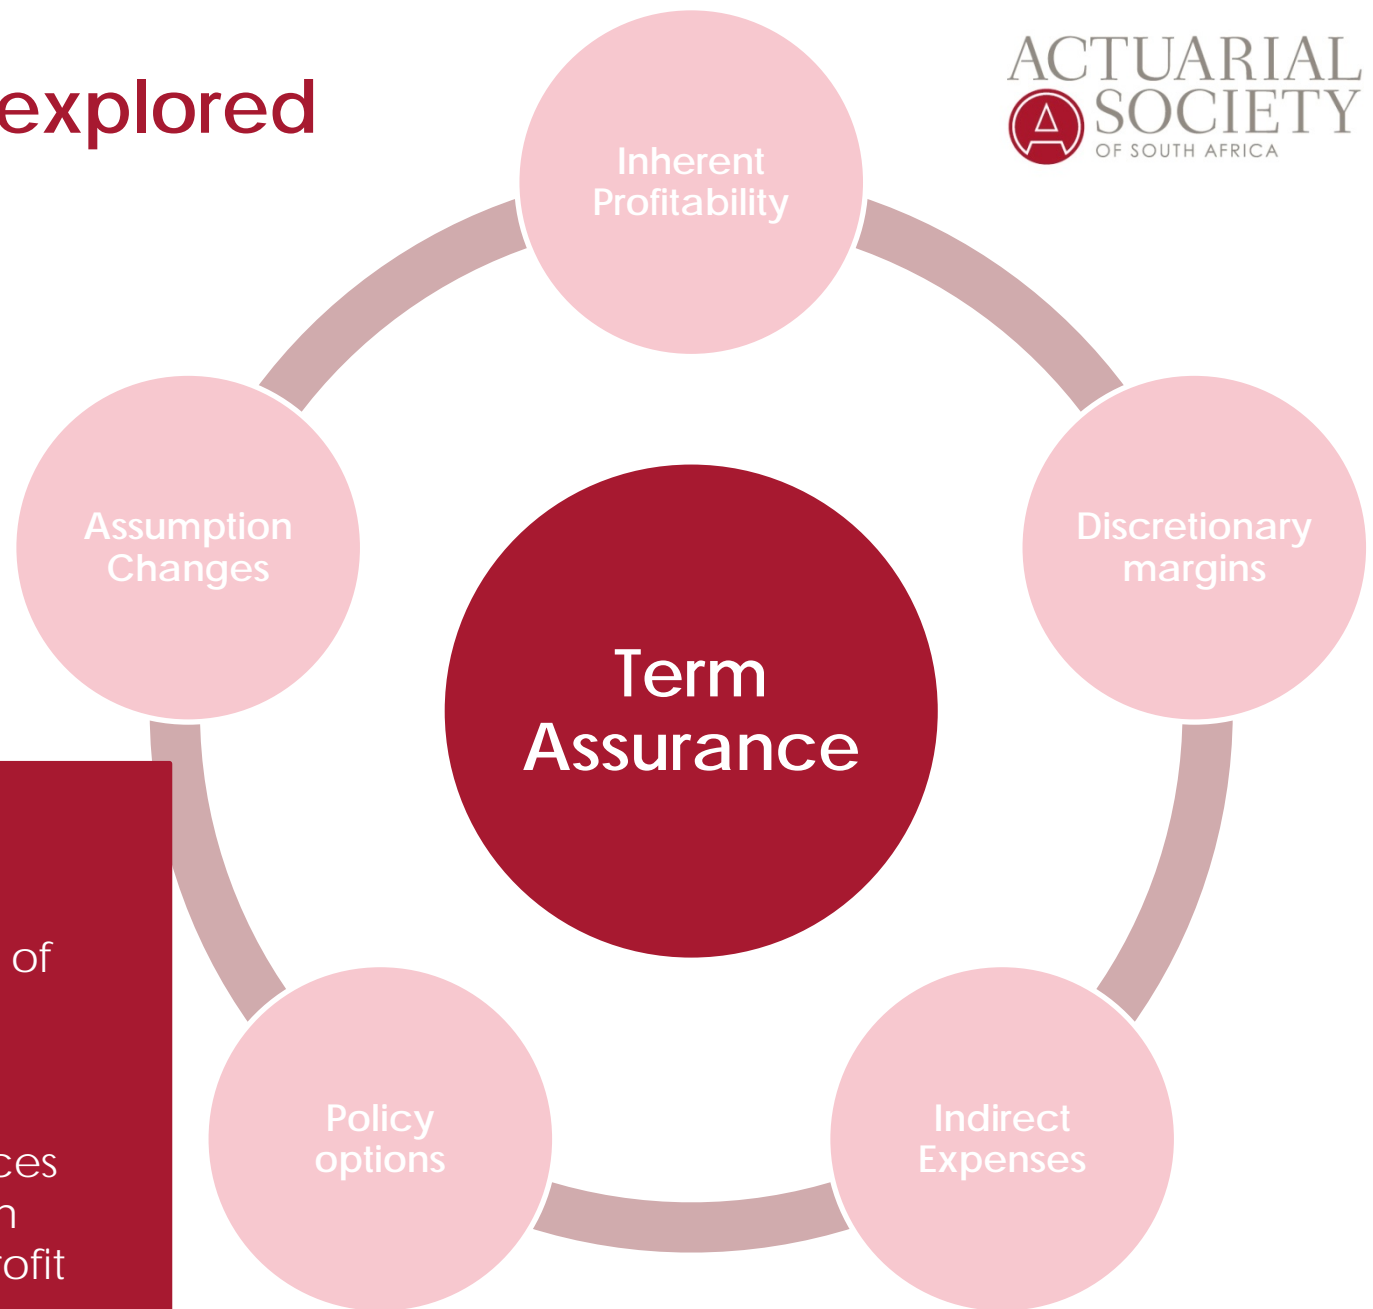 explored
ACTUARIAL
SOCIETY
OF SOUTH AFRICA
Inherent
Profitability
Assumption
Changes
Discretionary
margins
Term
Assurance
of
Policy
options
Indirect
Expenses
ces
n
rofit